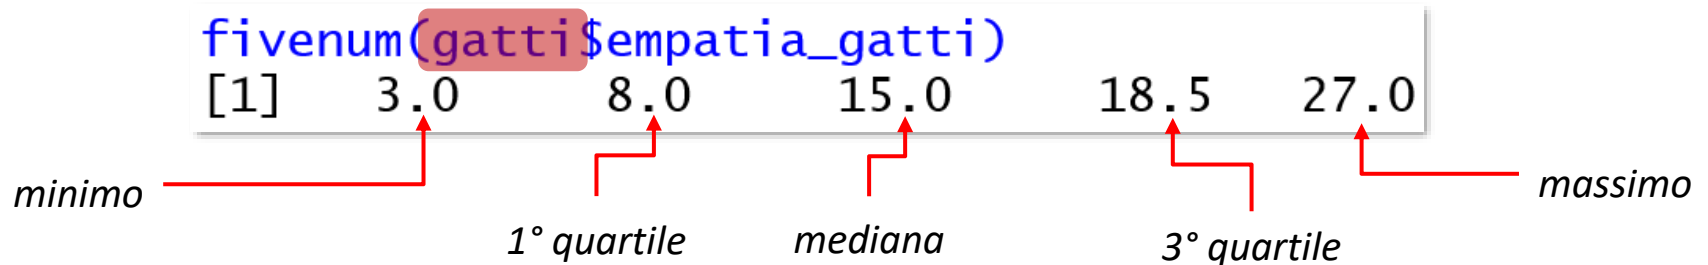 fivenum(gatti$empatia_gatti)
[1] 3.0 8.0 15.0 18.5 27.0
minimo
massimo
1° quartile
mediana
3° quartile